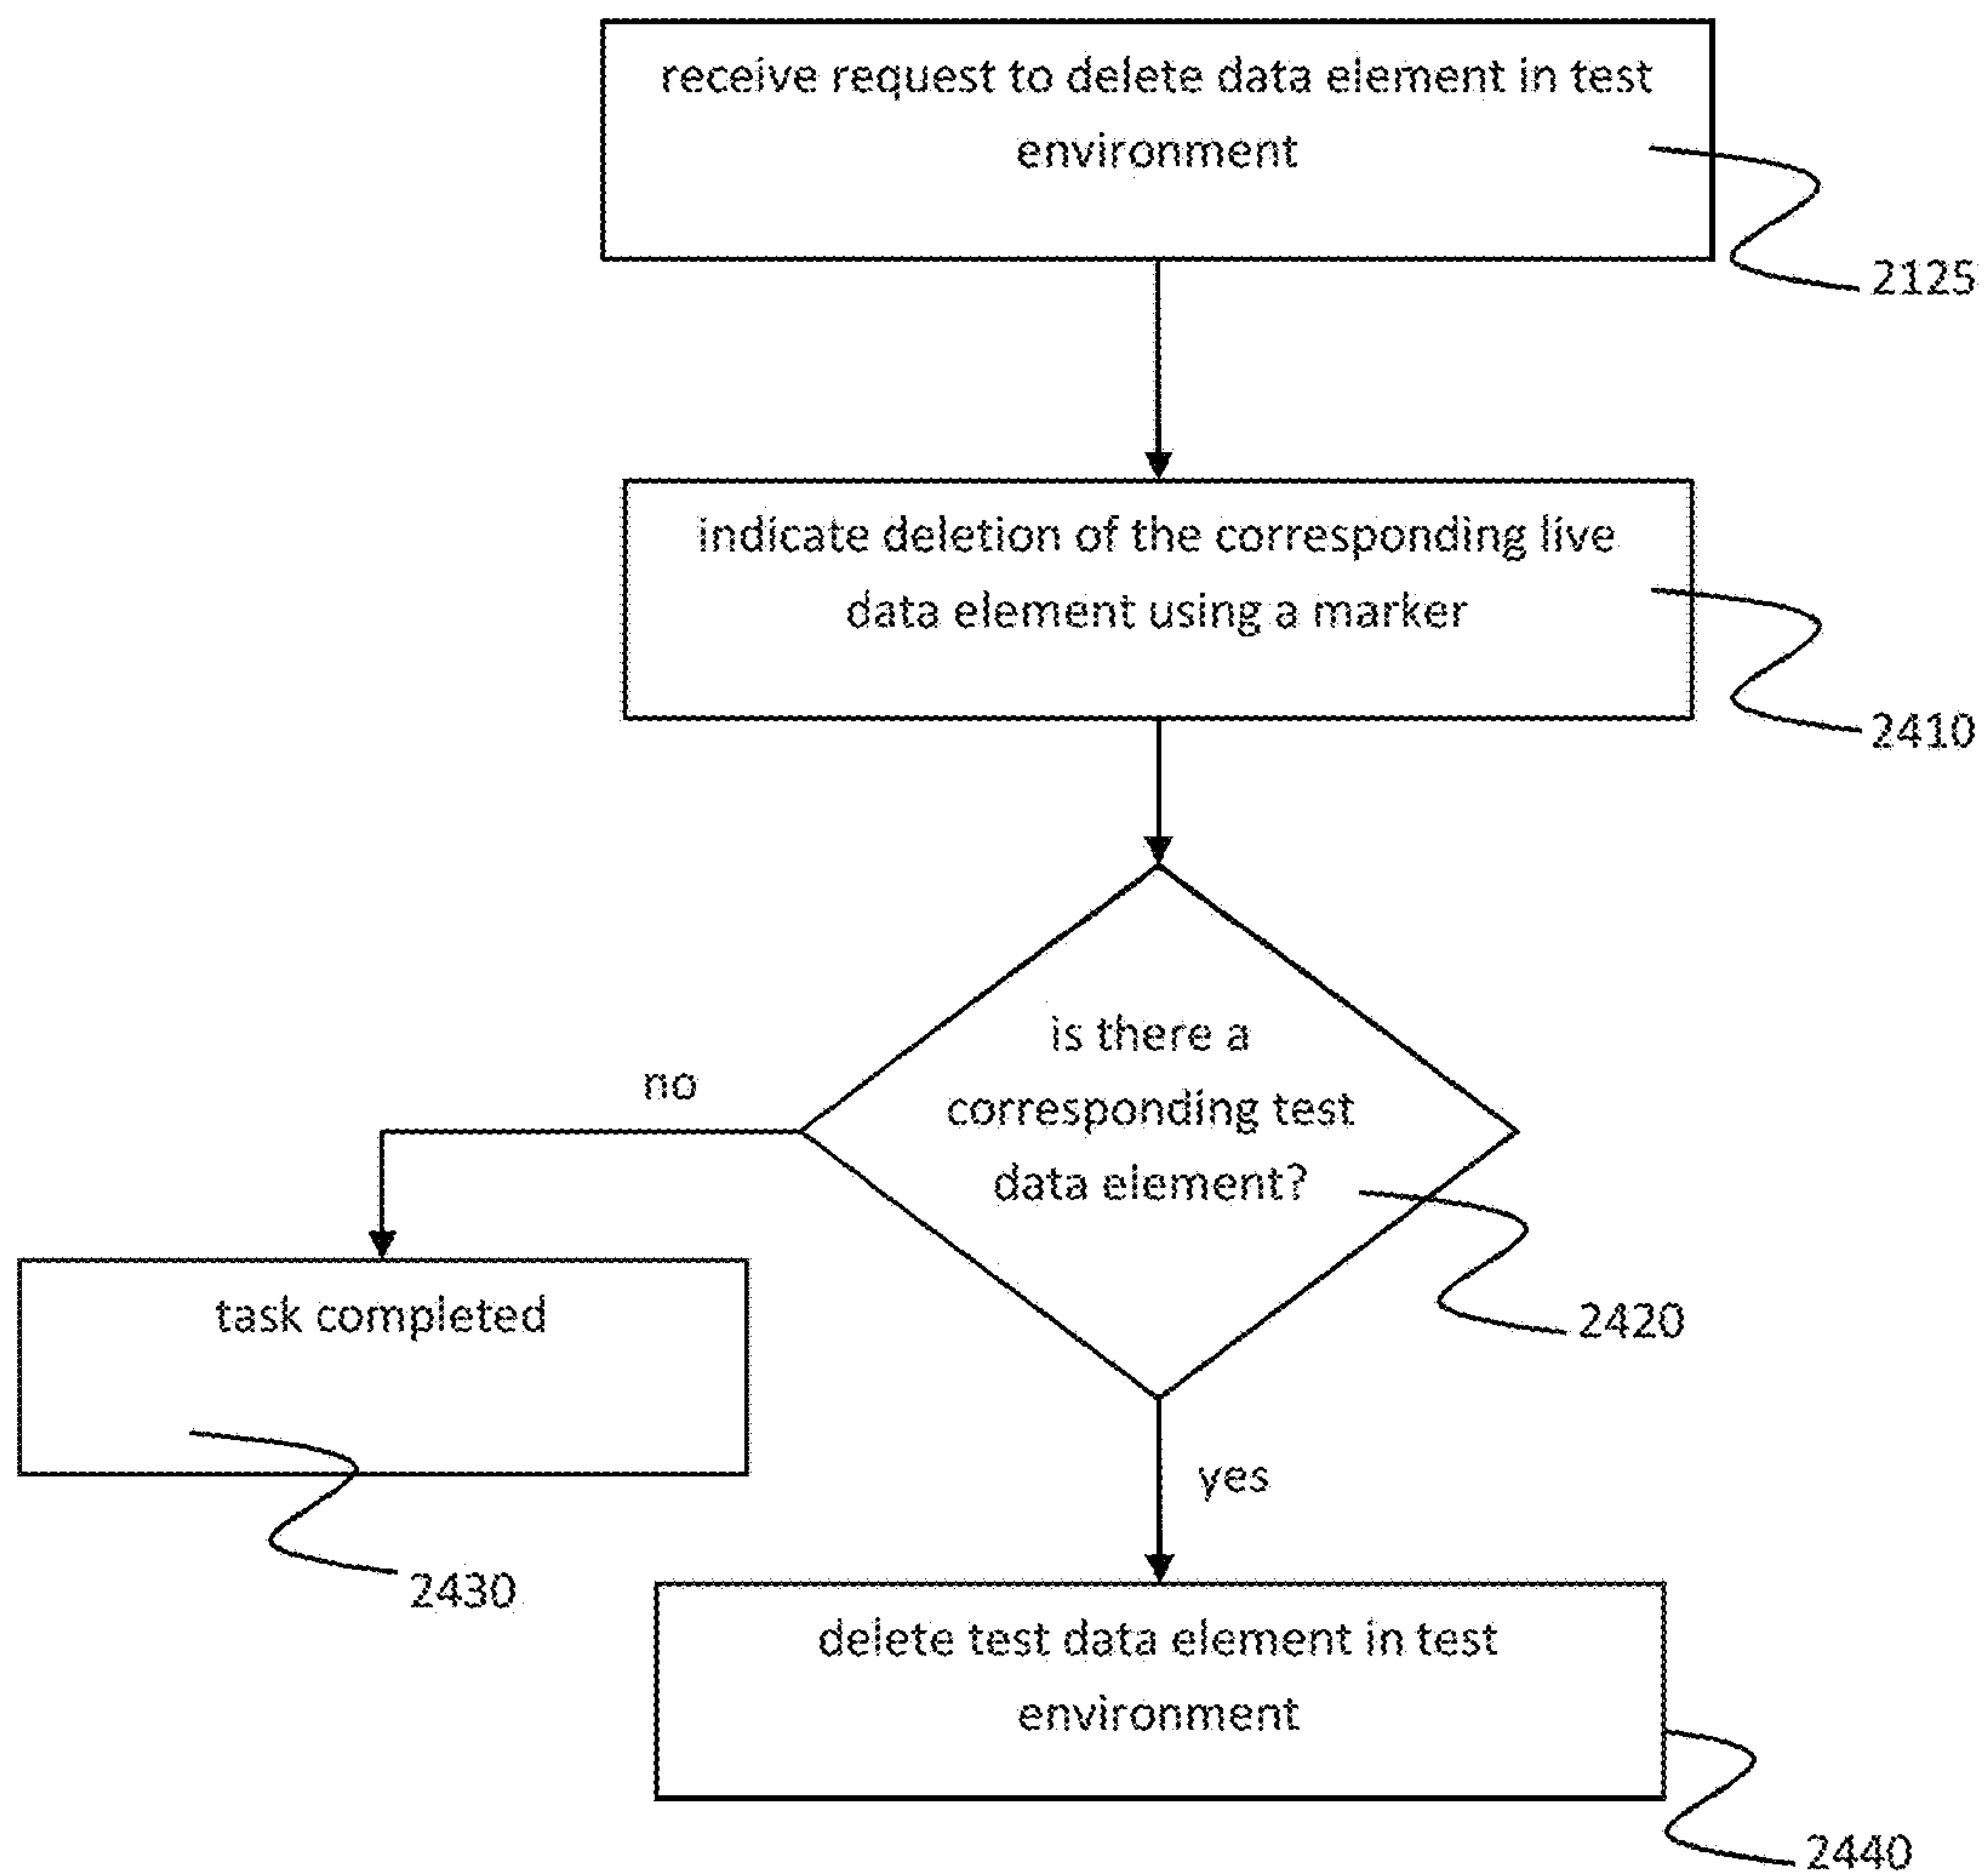 receive request to delete data element in test
environment
2125
indicate deletion of the corresponding live
data element using a marker
2410
is there a
corresponding test
data element?
no
2420
task completed
yes
2430
delete test data element in test
environment
2440